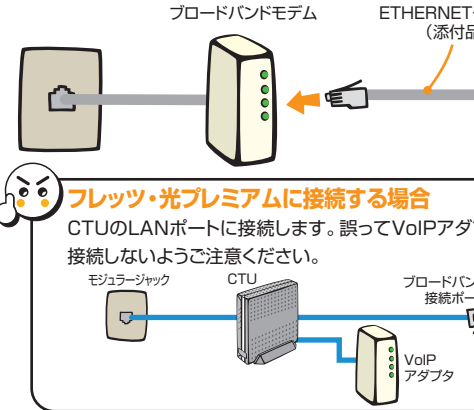 ブロードバンドモデム
ETHERNET
(添付品
フレッツ・光プレミアムに接続する場合
CTUのLANポートに接続します。誤ってVoIPアダ
接続しないようご注意ください。
モジュラージャック
CTU
ブロードバン
接続ポー
VoIP
アダプタ